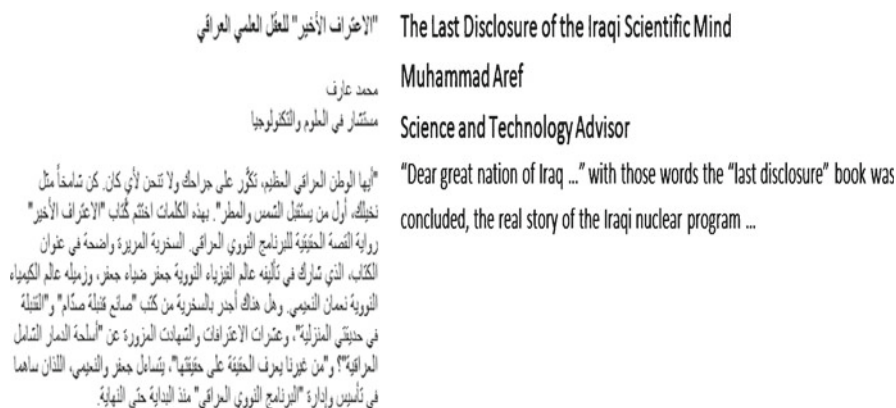 "الاعتراف الأخير" للعقل العلمي العراقي
محمد عارف
مستشار في العلوم والتكنولوجيا
"أيها الوطن العراقي العظيم، تكوَّر على جراحك ولا تنحن لأي كان. كن شامخاً مثل
نخيلك، أول من يستقبل الشمس والمطر". بهذه الكلمات اختتم كُتاب "الاعتراف الأخير"
رواية القصة الحقيقية للبرنامج النووي العراقي. السخرية المريرة واضحة في عنوان
الكتاب، الذي شارك في تأليفه عالم الفيزياء النووية جعفر ضياء جعفر، وزميله عالم الكيمياء
النووية نعمان النعيمي. وهل هناك أجدر بالسخرية من كتب "صانع قنبلة صدّام" و"القنبلة
في حديقتي المنزلية"، وعشرات الاعترافات والشهادت المزورة عن "أسلحة الدمار الشامل
العراقية"؟ و"من غيرنا يعرف الحقيقة على حقيقتها"، يتساءل جعفر والنعيمي، اللذان ساهما
في تأسيس وإدارة "البرنامج النووي العراقي" منذ البداية حتى النهاية.
The Last Disclosure of the Iraqi Scientific Mind
Muhammad Aref
Science and Technology Advisor
“Dear great nation of Iraq ...” with those words the “last disclosure” book was
concluded, the real story of the Iraqi nuclear program ...